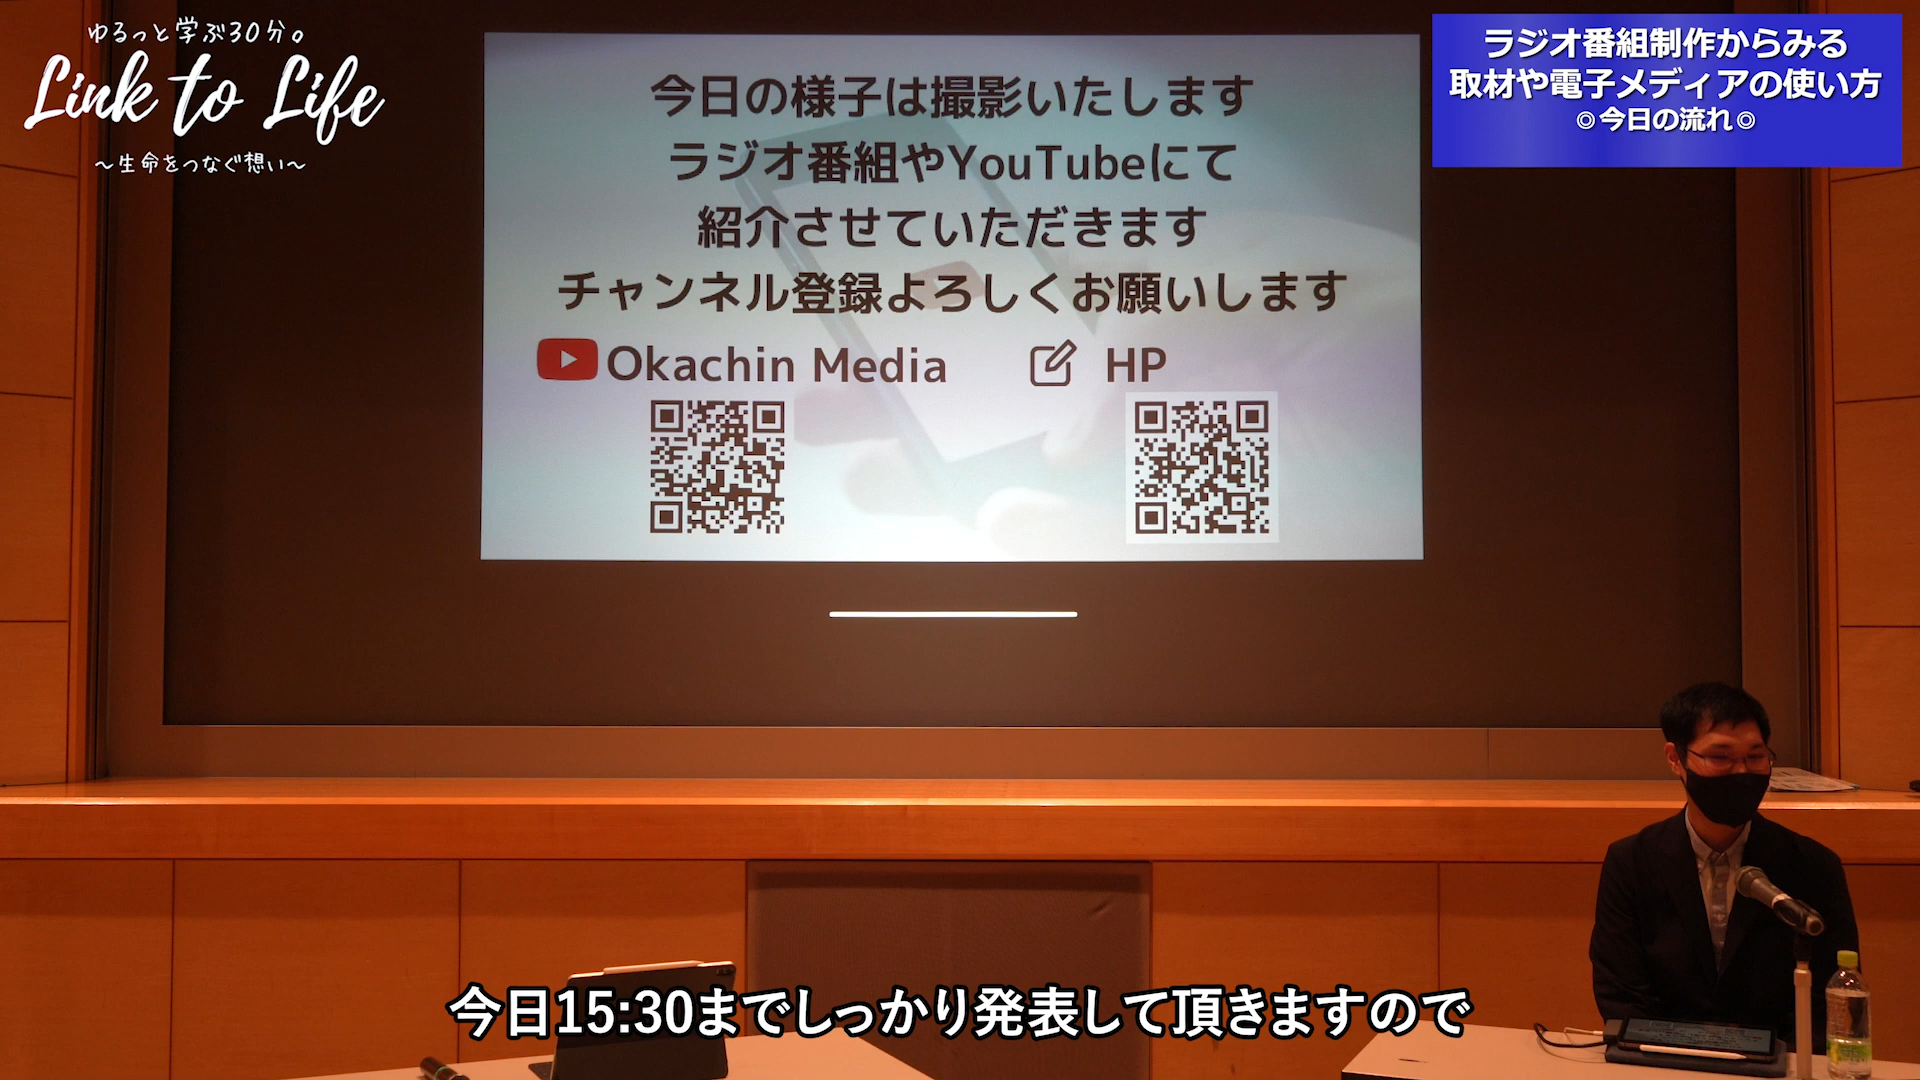 ゆるっと学ぶ30分。
Link to Life
～生命をつなぐ想い～
ラジオ番組制作からみる
取材や電子メディアの使い方
◎今日の流れ◎
今日の様子は撮影いたします
ラジオ番組やYouTubeにて
紹介させていただきます
チャンネル登録よろしくお願いします
Okachin Media
HP
今日15:30までしっかり発表して頂きますので